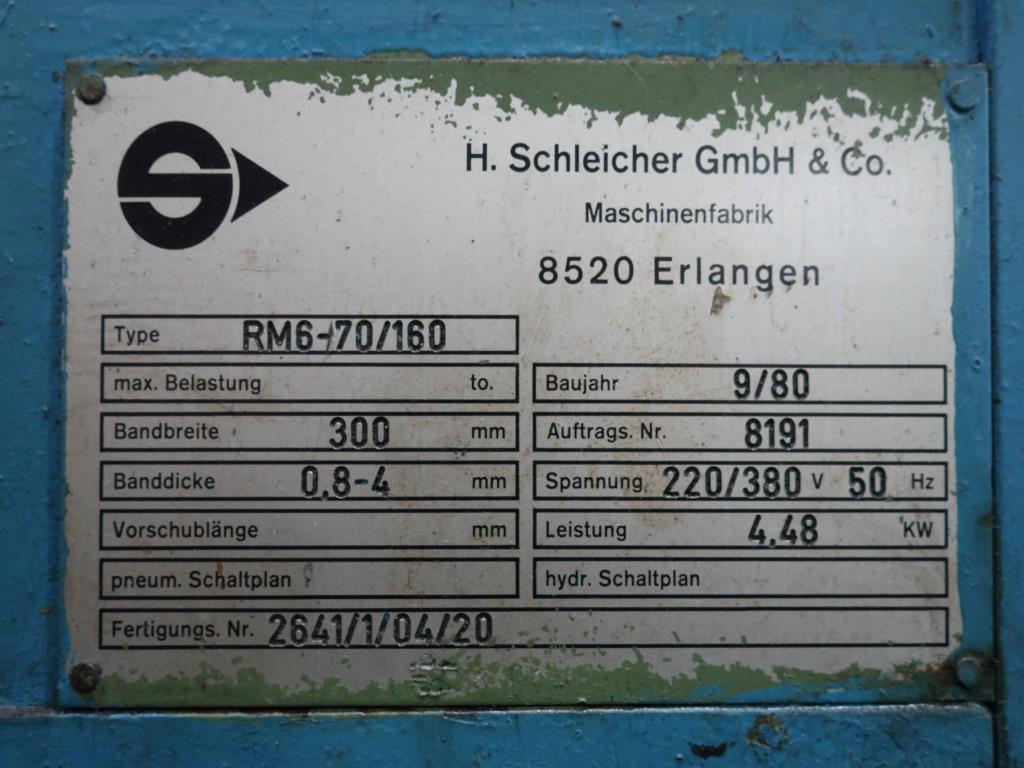 H. Schleicher GmbH & Co.
Maschinenfabrik
8520 Erlangen
Type RM6-70/160
max. Belastung to.
Baujahr 9/80
Bandbreite 300 mm
Auftrags. Nr. 8191
Banddicke 0,8-4 mm
Spannung 220/380 V 50 Hz
Vorschublänge mm
Leistung 4,48 KW
pneum. Schaltplan
hydr. Schaltplan
Fertigungs. Nr. 2641/1/04/20